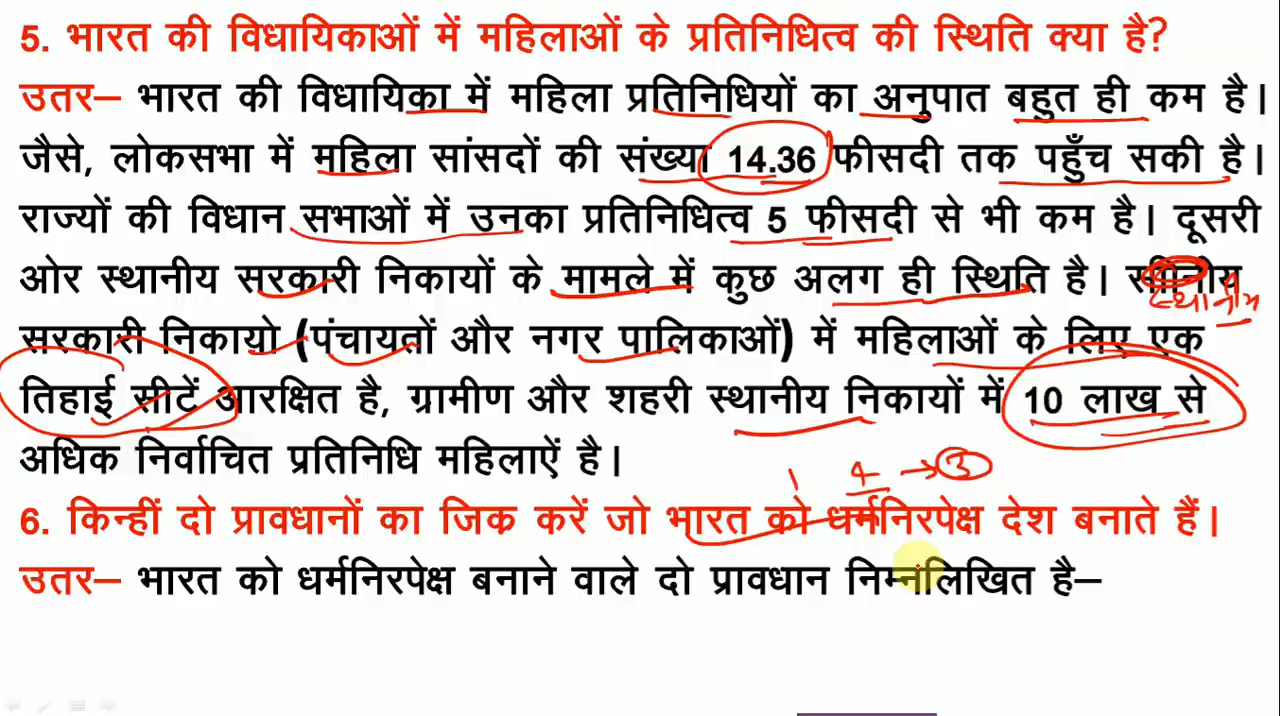 5. भारत की विधायिकाओं में महिलाओं के प्रतिनिधित्व की स्थिति क्या है?
उतर– भारत की विधायिका में महिला प्रतिनिधियों का अनुपात बहुत ही कम है।
जैसे, लोकसभा में महिला सांसदों की संख्या 14.36 फीसदी तक पहुँच सकी है।
राज्यों की विधान सभाओं में उनका प्रतिनिधित्व 5 फीसदी से भी कम है। दूसरी
ओर स्थानीय सरकारी निकायों के मामले में कुछ अलग ही स्थिति है।
स्थानीय
सरकारी निकायो (पंचायतों और नगर पालिकाओं) में महिलाओं के लिए एक
तिहाई सीटें आरक्षित है, ग्रामीण और शहरी स्थानीय निकायों में 10 लाख से
अधिक निर्वाचित प्रतिनिधि महिलाऐं है।
4 → 3
6. किन्हीं दो प्रावधानों का जिक करें जो भारत को धर्मनिरपेक्ष देश बनाते हैं।
उतर– भारत को धर्मनिरपेक्ष बनाने वाले दो प्रावधान निम्नलिखित है–